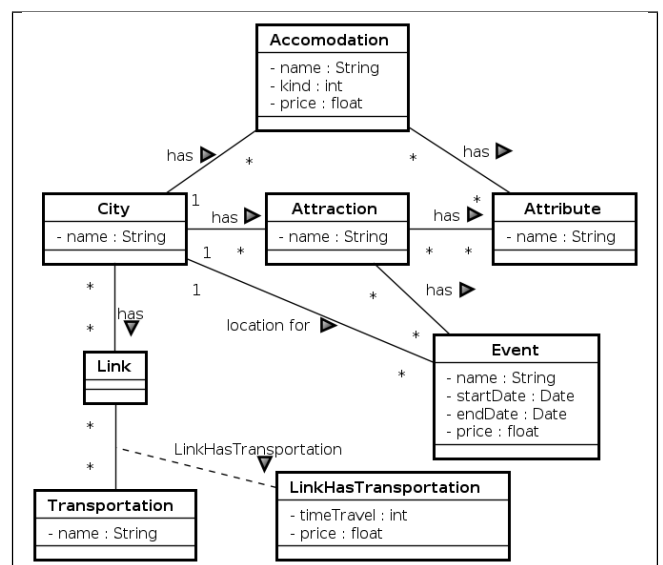 Accomodation
- name : String
- kind : int
- price : float
has
*
*
has
1
*
City
- name : String
has
1
*
Attraction
- name : String
has
*
*
Attribute
- name : String
*
*
has
1
location for
*
*
has
*
*
Link
Event
- name : String
- startDate : Date
- endDate : Date
- price : float
*
*
LinkHasTransportation
Transportation
- name : String
LinkHasTransportation
- timeTravel : int
- price : float